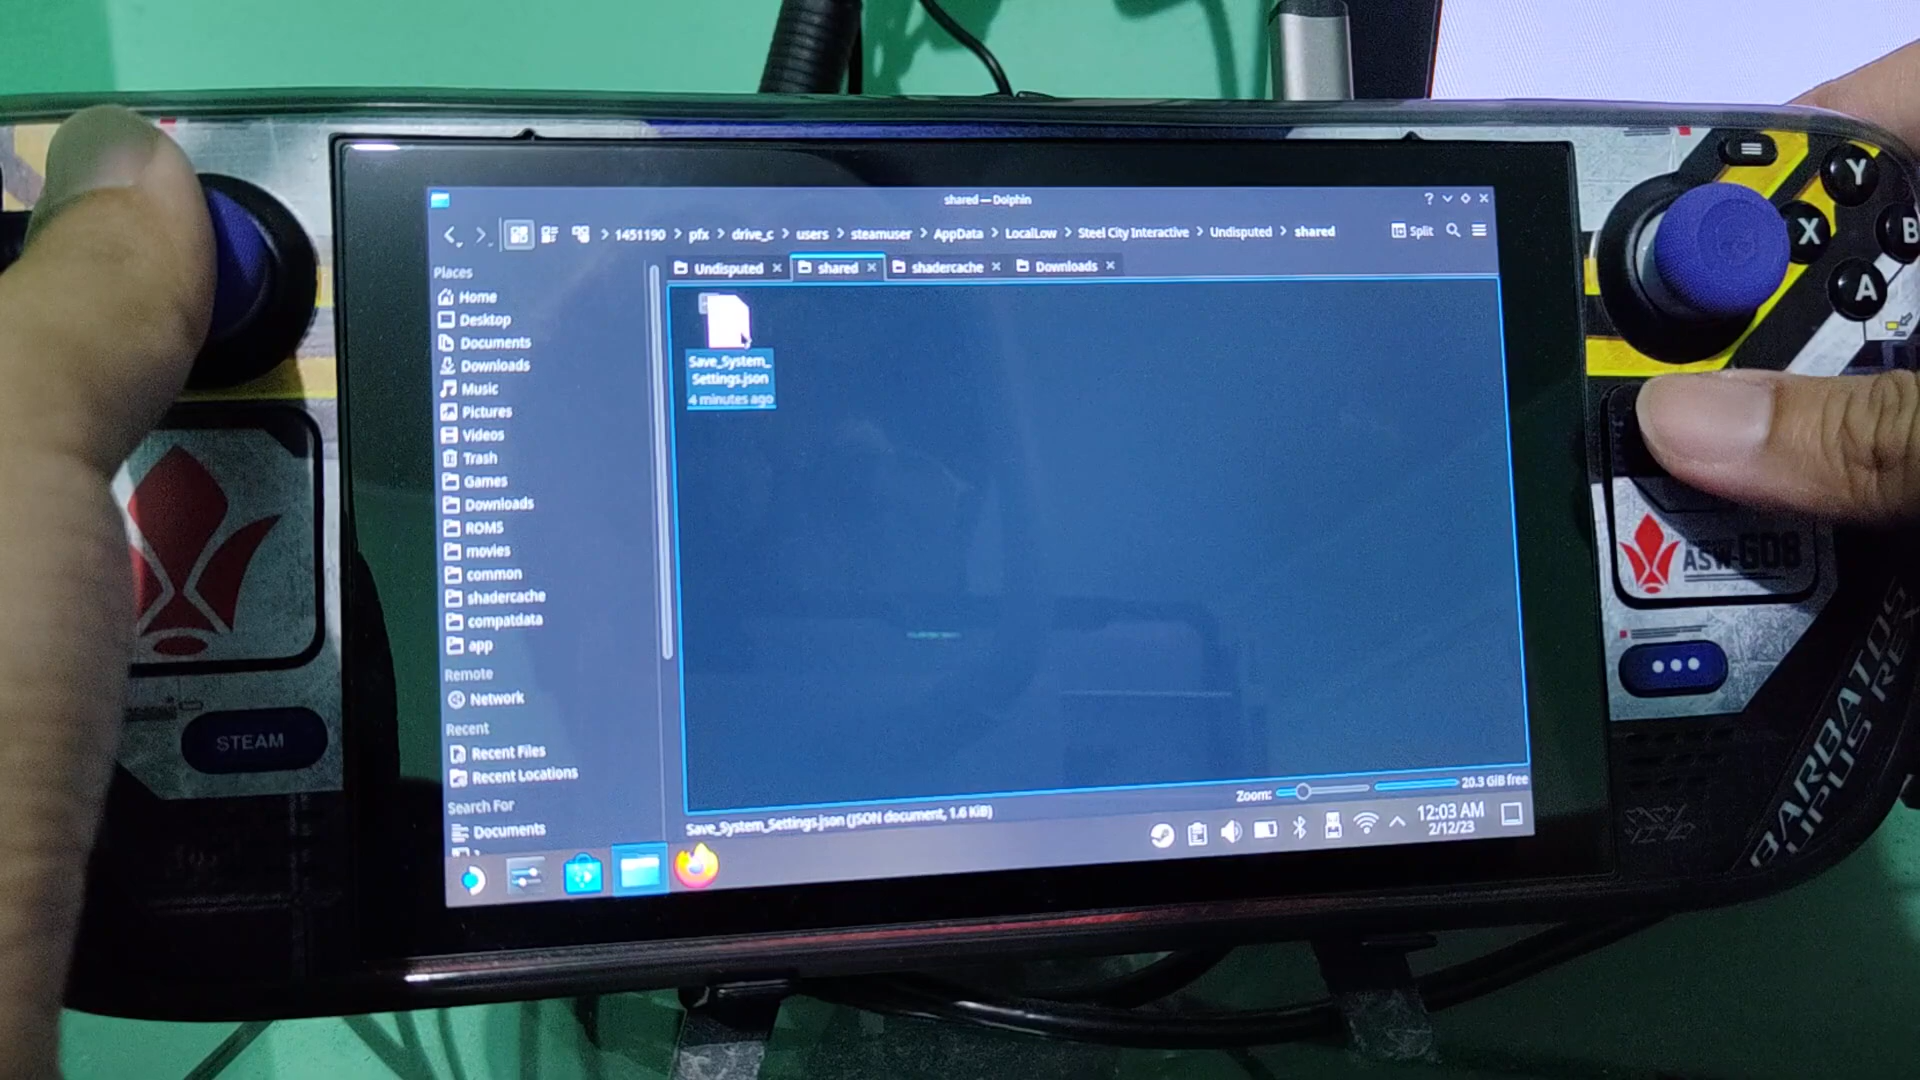 shared — Dolphin
1451190 > pfx > drive_c > users > steamuser > AppData > LocalLow > Steel City Interactive > Undisputed > shared
Split
Undisputed
shared
shadercache
Downloads
Places
Home
Desktop
Documents
Downloads
Music
Pictures
Videos
Trash
Games
Downloads
ROMS
movies
common
shadercache
compatdata
app
Remote
Network
Recent
Recent Files
Recent Locations
Search For
Documents
Save_System_
Settings.json
4 minutes ago
Save_System_Settings.json (JSON document, 1.6 KiB)
Zoom:
20.3 GiB free
12:03 AM
2/12/23
STEAM
Y
X
B
A
ASW-G08
BARBATOS
LUPUS REX